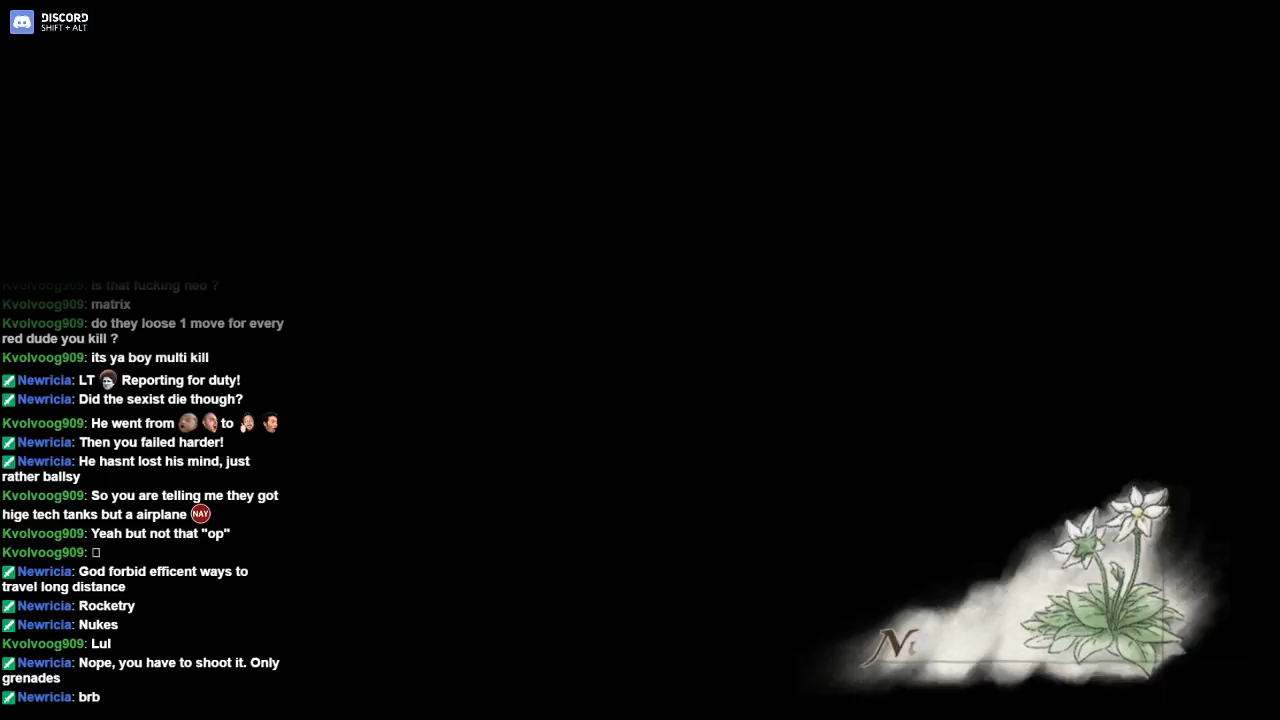 DISCORD
SHIFT + ALT
Kvolvoog909: is that fucking neo ?
Kvolvoog909: matrix
Kvolvoog909: do they loose 1 move for every
red dude you kill ?
Kvolvoog909: its ya boy multi kill
Newricia: LT Reporting for duty!
Newricia: Did the sexist die though?
Kvolvoog909: He went from to
Newricia: Then you failed harder!
Newricia: He hasnt lost his mind, just
rather ballsy
Kvolvoog909: So you are telling me they got
hige tech tanks but a airplane NAY
Kvolvoog909: Yeah but not that "op"
Kvolvoog909:
Newricia: God forbid efficent ways to
travel long distance
Newricia: Rocketry
Newricia: Nukes
Kvolvoog909: Lul
Newricia: Nope, you have to shoot it. Only
grenades
Newricia: brb